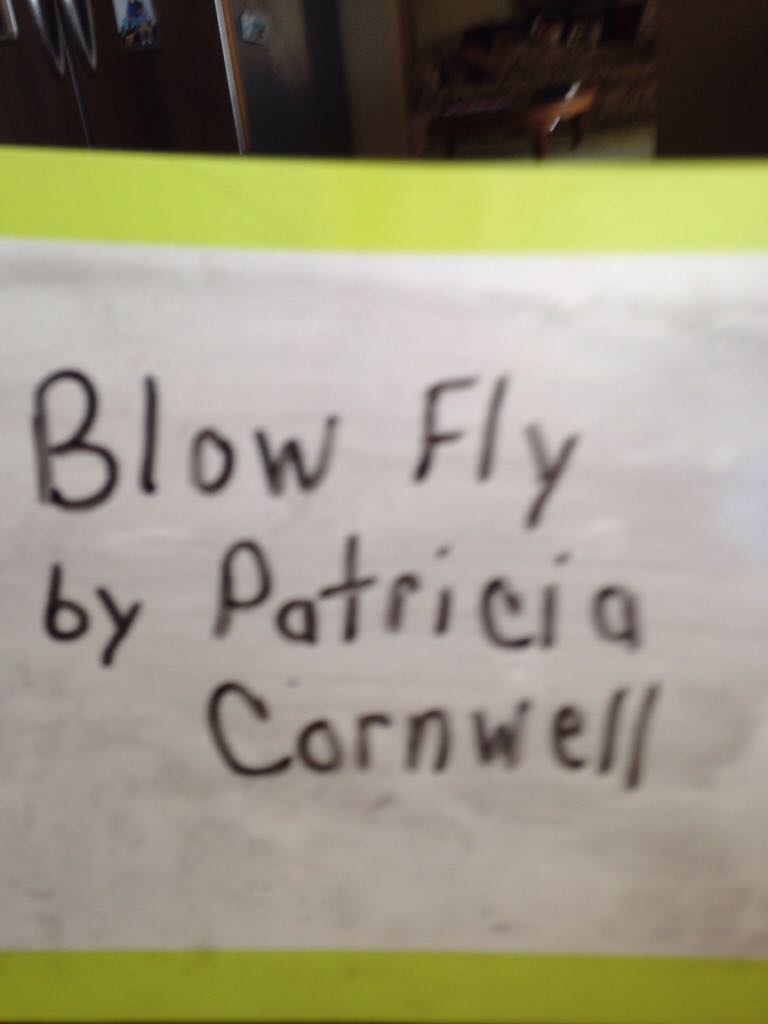 Blow Fly
by Patricia
Cornwell